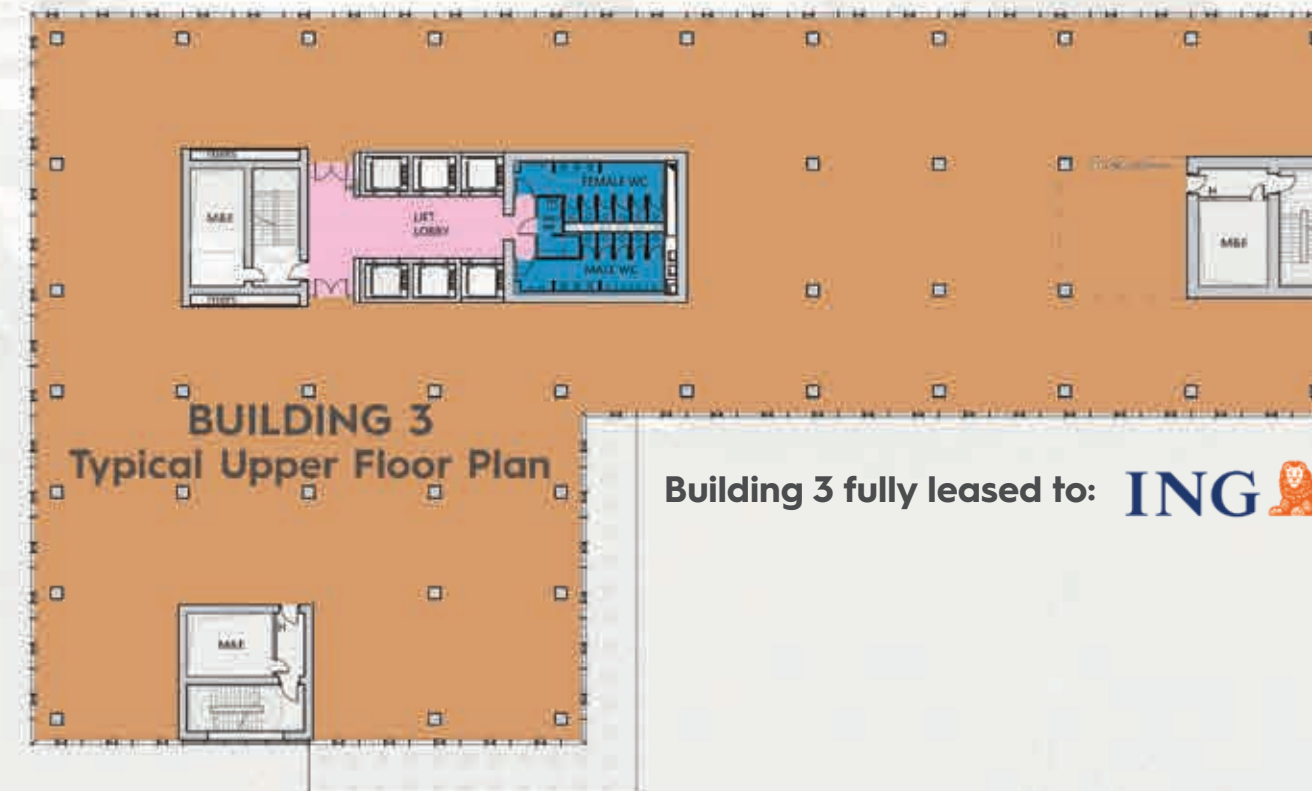 FEMALE WC
M&E
LIFT
LOBBY
H
M&E
MALE WC
BUILDING 3
Typical Upper Floor Plan
Building 3 fully leased to: ING
H
M&E